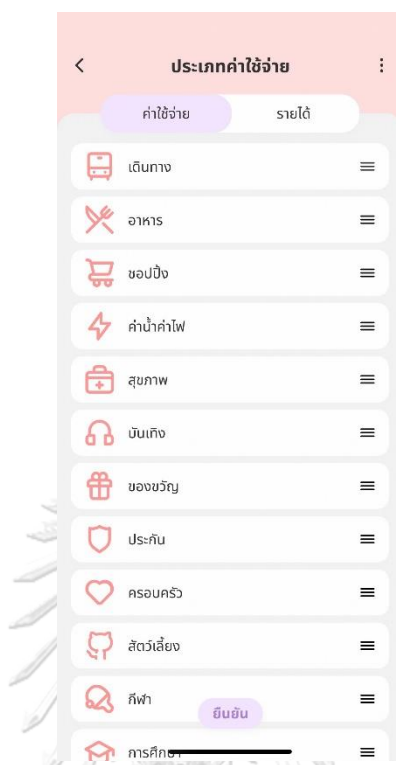 ประเภทค่าใช้จ่าย
ค่าใช้จ่าย รายได้
เดินทาง
อาหาร
ชอปปิ้ง
ค่าน้ำค่าไฟ
สุขภาพ
บันเทิง
ของขวัญ
ประกัน
ครอบครัว
สัตว์เลี้ยง
กีฬา
ยืนยัน